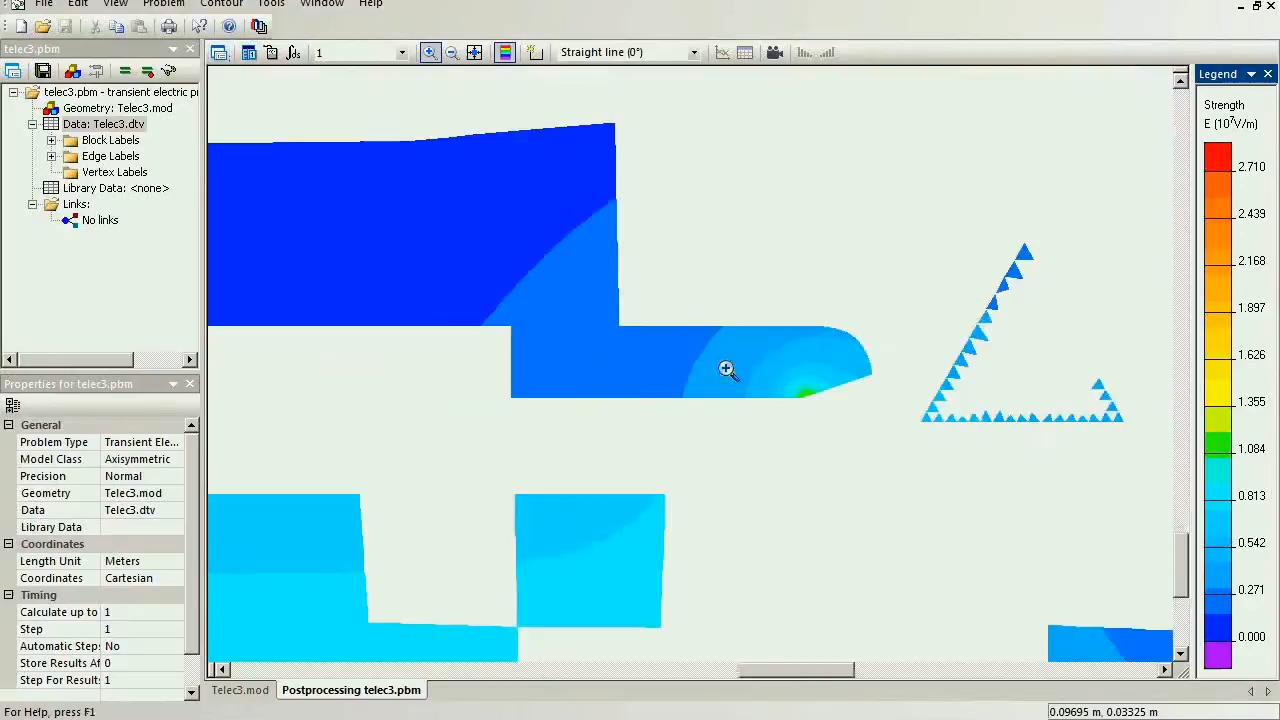 File Edit View Problem Contour Tools Window Help
telec3.pbm
1
Straight line (0°)
Legend
telec3.pbm - transient electric pr
Geometry: Telec3.mod
Data: Telec3.dtv
Block Labels
Edge Labels
Vertex Labels
Library Data: <none>
Links:
No links
Strength
E (10⁷V/m)
2.710
2.439
2.168
1.897
1.626
1.355
1.084
0.813
0.542
0.271
0.000
Properties for telec3.pbm
General
Problem Type Transient Ele...
Model Class Axisymmetric
Precision Normal
Geometry Telec3.mod
Data Telec3.dtv
Library Data
Coordinates
Length Unit Meters
Coordinates Cartesian
Timing
Calculate up to 1
Step 1
Automatic Step: No
Store Results Af 0
Step For Results 1
Telec3.mod
Postprocessing telec3.pbm
For Help, press F1
0.09695 m, 0.03325 m